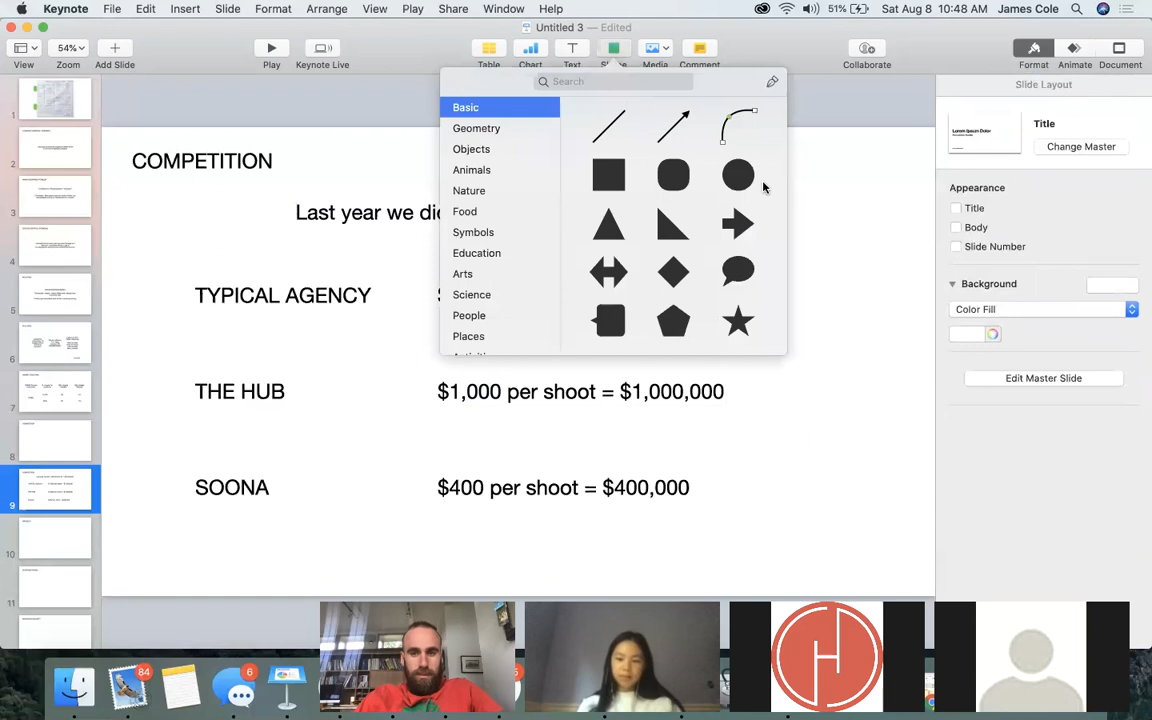 Keynote File Edit Insert Slide Format Arrange View Play Share Window Help 51% Sat Aug 8 10:48 AM James Cole
Untitled 3 — Edited
54%
View Zoom Add Slide Play Keynote Live Table Chart Text Media Comment Collaborate Format Animate Document
Search
Basic
Geometry
Objects
Animals
Nature
Food
Symbols
Education
Arts
Science
People
Places
COMPETITION
Last year we did
TYPICAL AGENCY
THE HUB $1,000 per shoot = $1,000,000
SOONA $400 per shoot = $400,000
Slide Layout
Lorem Ipsum Dolor
Title
Change Master
Appearance
Title
Body
Slide Number
Background
Color Fill
Edit Master Slide
1
2
3
4
5
6
7
8
9
10
11
84
6
H